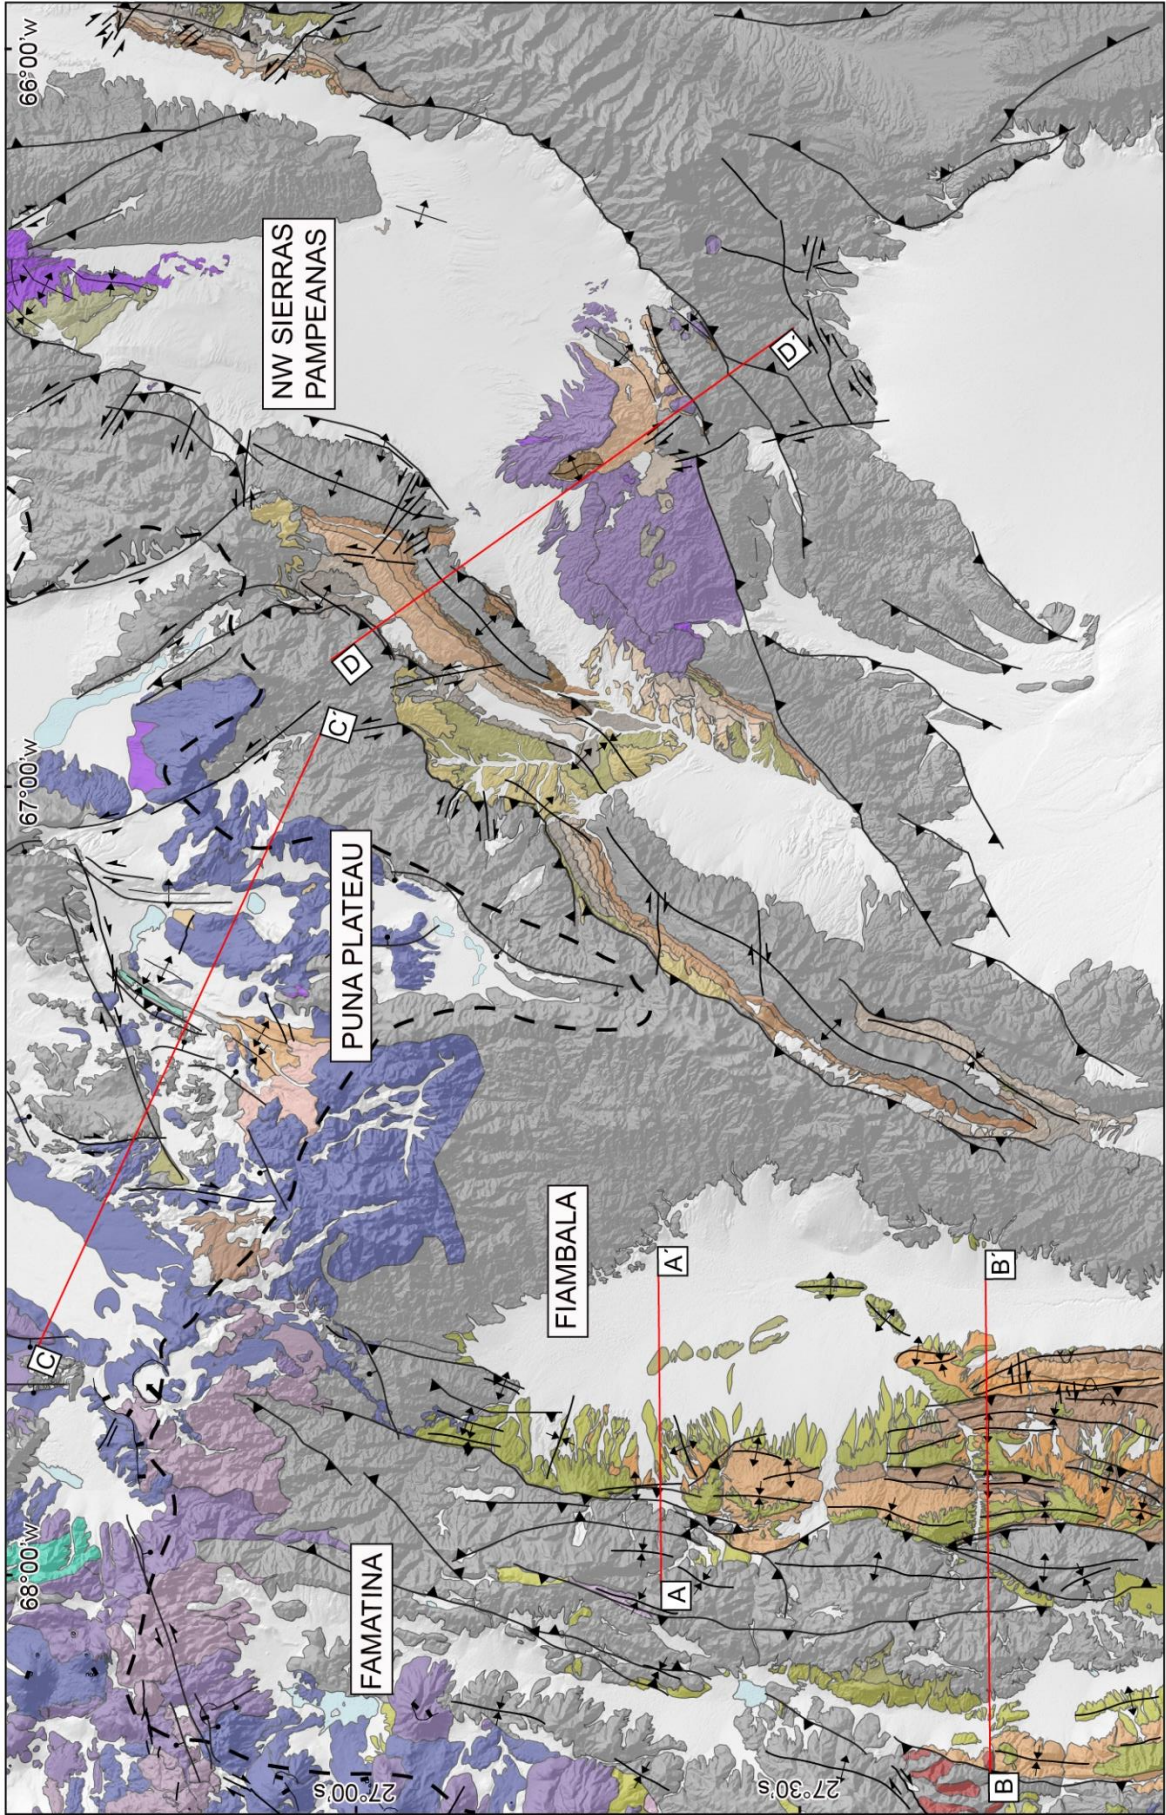 68°00'w
67°00'w
66°00'w
27°00's
27°30's
NW SIERRAS
PAMPEANAS
PUNA PLATEAU
FIAMBALA
FAMATINA
C
C'
D
D'
A
A'
B
B'